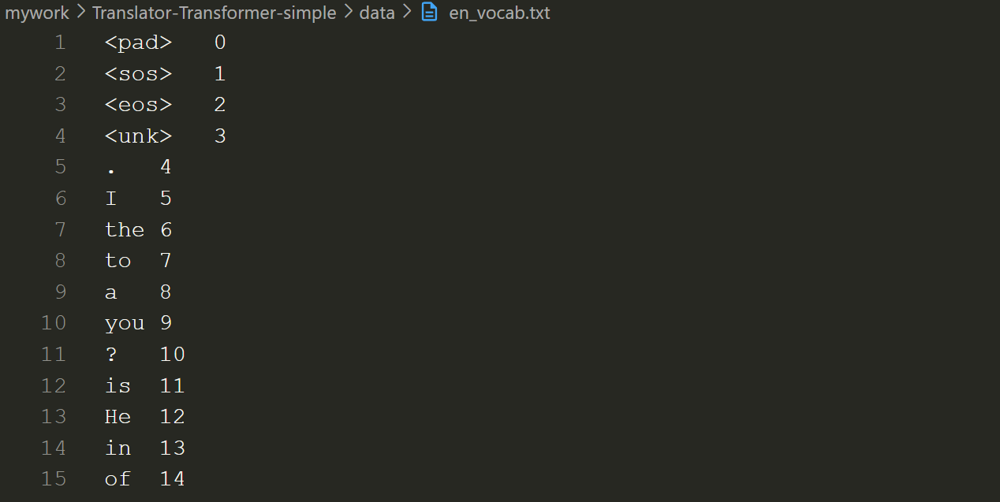 mywork > Translator-Transformer-simple > data > en_vocab.txt
1 <pad> 0
2 <sos> 1
3 <eos> 2
4 <unk> 3
5 . 4
6 I 5
7 the 6
8 to 7
9 a 8
10 you 9
11 ? 10
12 is 11
13 He 12
14 in 13
15 of 14